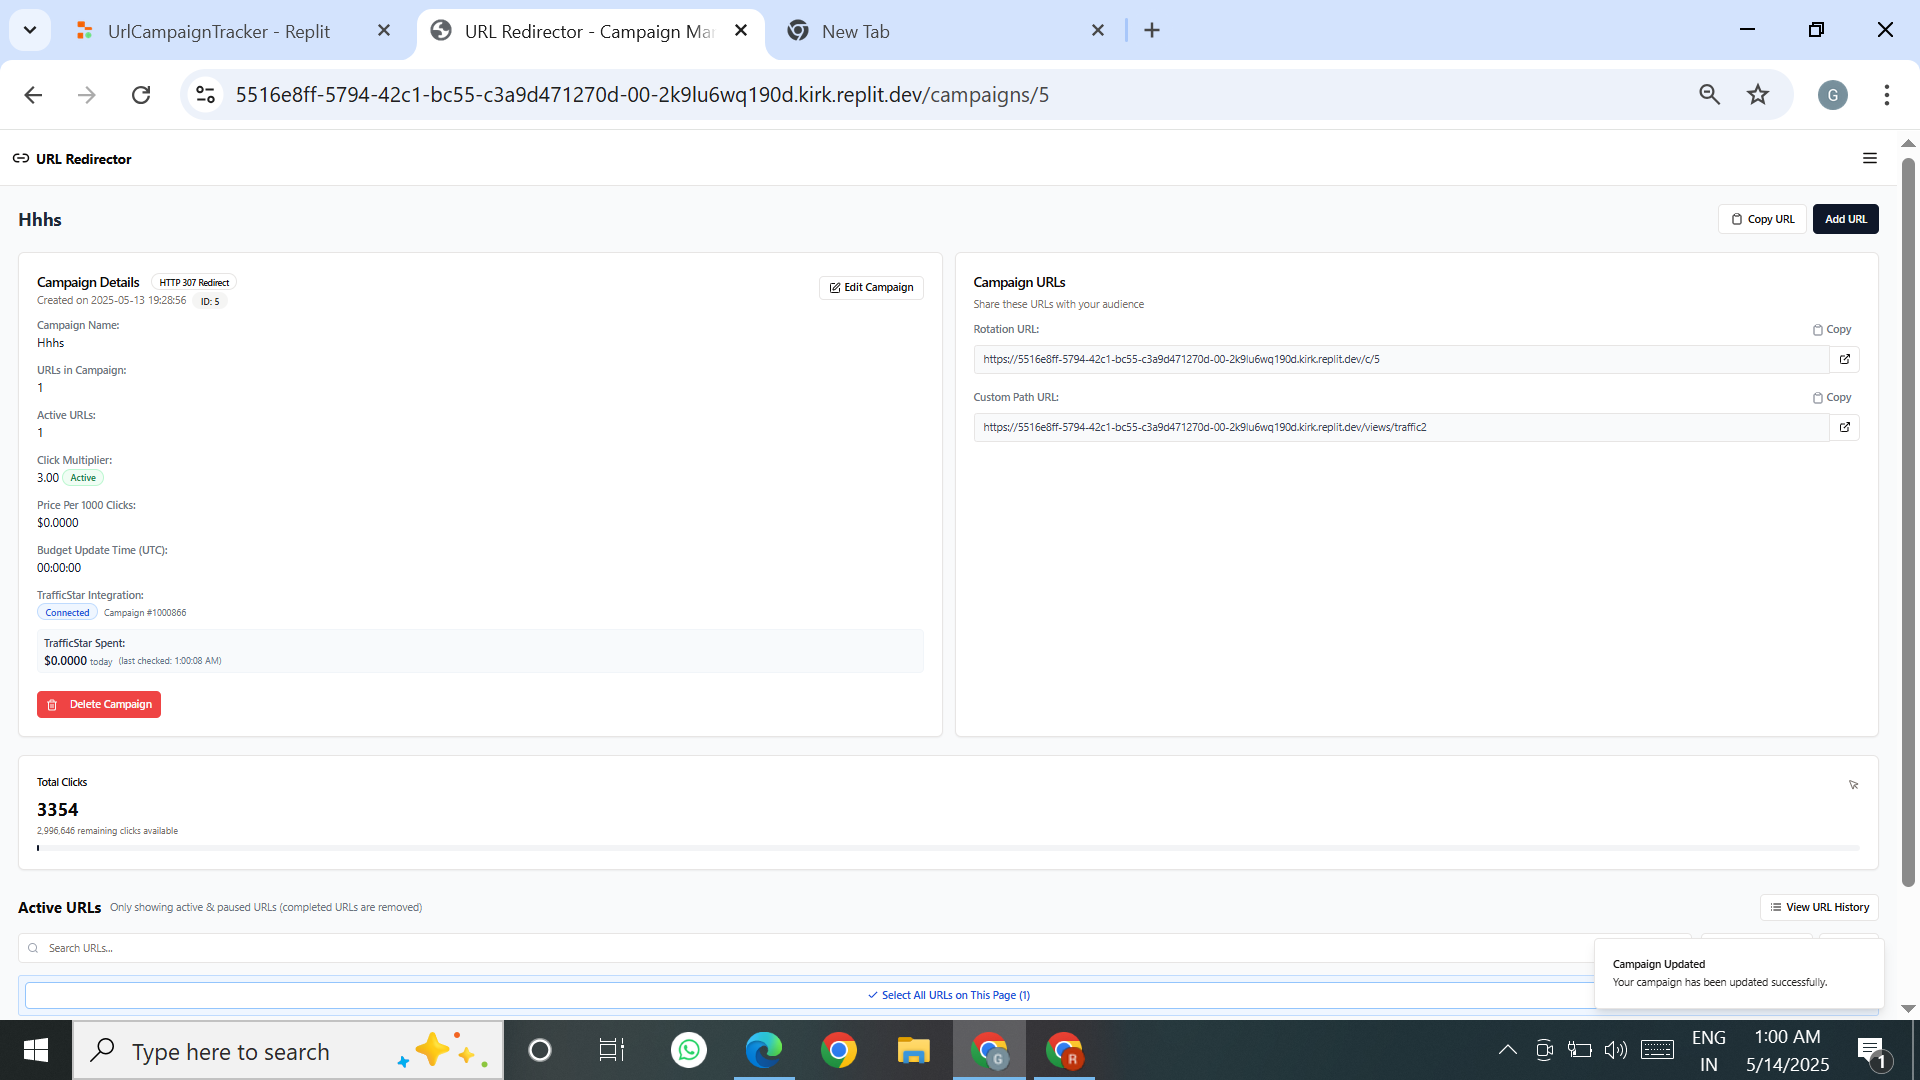 UrlCampaignTracker - Replit
URL Redirector - Campaign Mar
New Tab
5516e8ff-5794-42c1-bc55-c3a9d471270d-00-2k9lu6wq190d.kirk.replit.dev/campaigns/5
G
URL Redirector
Hhhs
Copy URL
Add URL
Campaign Details
HTTP 307 Redirect
Created on 2025-05-13 19:28:56
ID: 5
Edit Campaign
Campaign Name:
Hhhs
URLs in Campaign:
1
Active URLs:
1
Click Multiplier:
3.00 Active
Price Per 1000 Clicks:
$0.0000
Budget Update Time (UTC):
00:00:00
TrafficStar Integration:
Connected Campaign #1000866
TrafficStar Spent:
$0.0000 today (last checked: 1:00:08 AM)
Delete Campaign
Campaign URLs
Share these URLs with your audience
Rotation URL:
Copy
https://5516e8ff-5794-42c1-bc55-c3a9d471270d-00-2k9lu6wq190d.kirk.replit.dev/c/5
Custom Path URL:
Copy
https://5516e8ff-5794-42c1-bc55-c3a9d471270d-00-2k9lu6wq190d.kirk.replit.dev/views/traffic2
Total Clicks
3354
2,996,646 remaining clicks available
Active URLs
Only showing active & paused URLs (completed URLs are removed)
View URL History
Search URLs...
Select All URLs on This Page (1)
Campaign Updated
Your campaign has been updated successfully.
Type here to search
G
R
ENG
IN
1:00 AM
5/14/2025
1